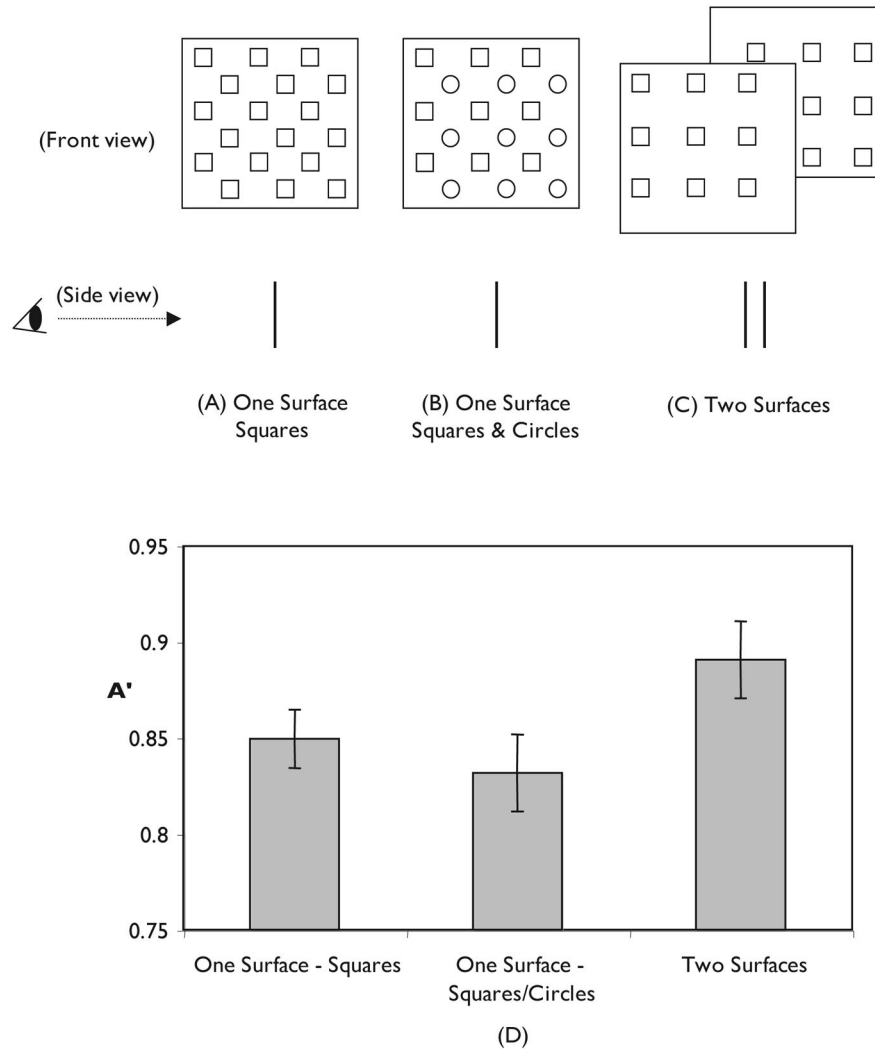 (Front view)
(Side view)
(A) One Surface
Squares
(B) One Surface
Squares & Circles
(C) Two Surfaces
0.95
0.9
A'
0.85
0.8
0.75
One Surface - Squares
One Surface -
Squares/Circles
Two Surfaces
(D)